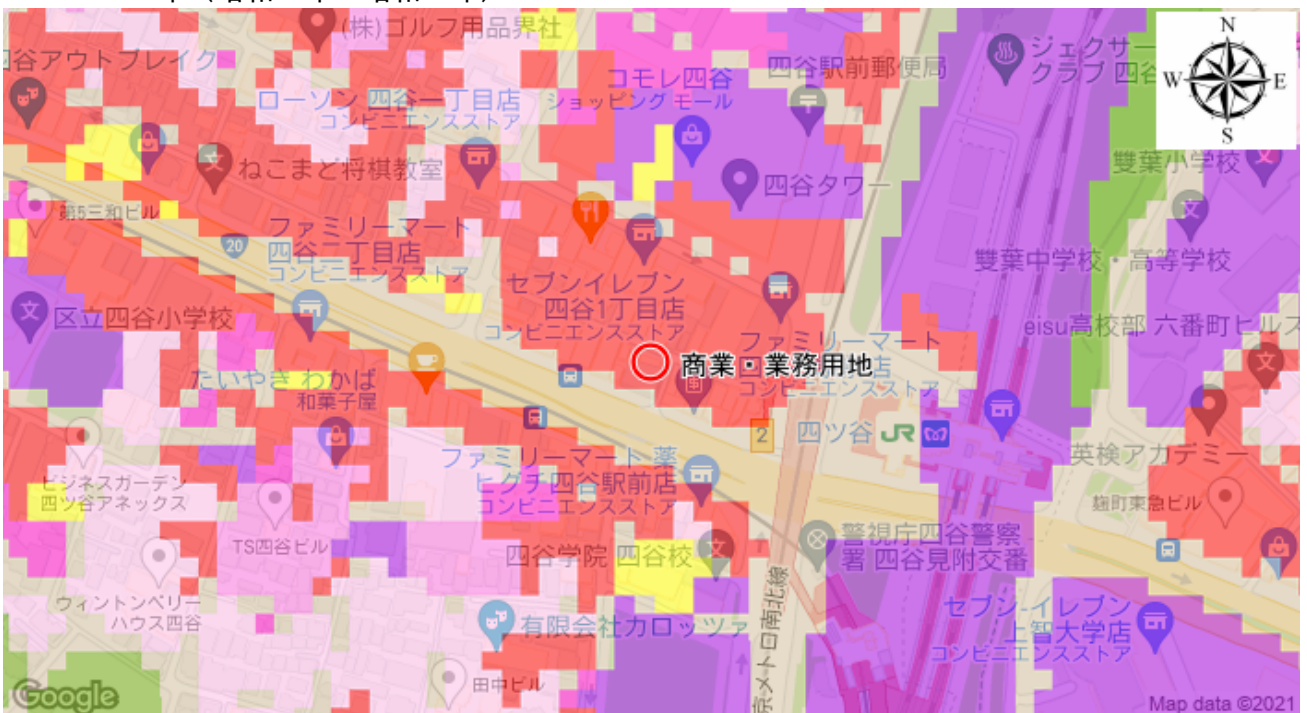 (株)ゴルフ用品界社
四谷アウトブレイク
コモレ四谷
ショッピング モール
四谷駅前郵便局
ジェクサー
クラブ 四谷
N
W
E
S
ローソン 四谷一丁目店
コンビニエンスストア
ねこまど将棋教室
四谷タワー
雙葉小学校
第5三和ビル
ファミリーマート
四谷二丁目店
コンビニエンスストア
20
雙葉中学校・高等学校
セブンイレブン
四谷1丁目店
コンビニエンスストア
区立四谷小学校
eisu高校部 六番町ヒルズ
ファミリーマート
コンビニエンスストア
商業・業務用地
たいやき わかば
和菓子屋
2
四ツ谷
JR
英検アカデミー
ファミリーマート 薬
ヒグチ四谷駅前店
コンビニエンスストア
ビジネスガーデン
四ツ谷アネックス
麹町東急ビル
TS四谷ビル
四谷学院 四谷校
警視庁四谷警察
署 四谷見附交番
ウィントンベリー
ハウス四谷
有限会社カロッツァ
京メトロ南北線
セブン-イレブン
上智大学店
コンビニエンスストア
田中ビル
Google
Map data ©2021